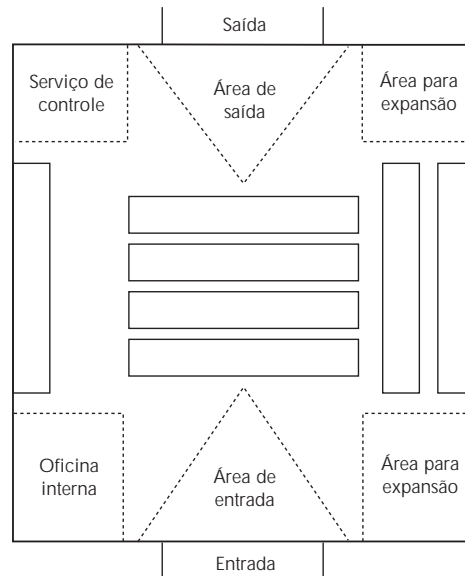 Saída
Serviço de
controle
Área de
saída
Área para
expansão
Oficina
interna
Área de
entrada
Área para
expansão
Entrada